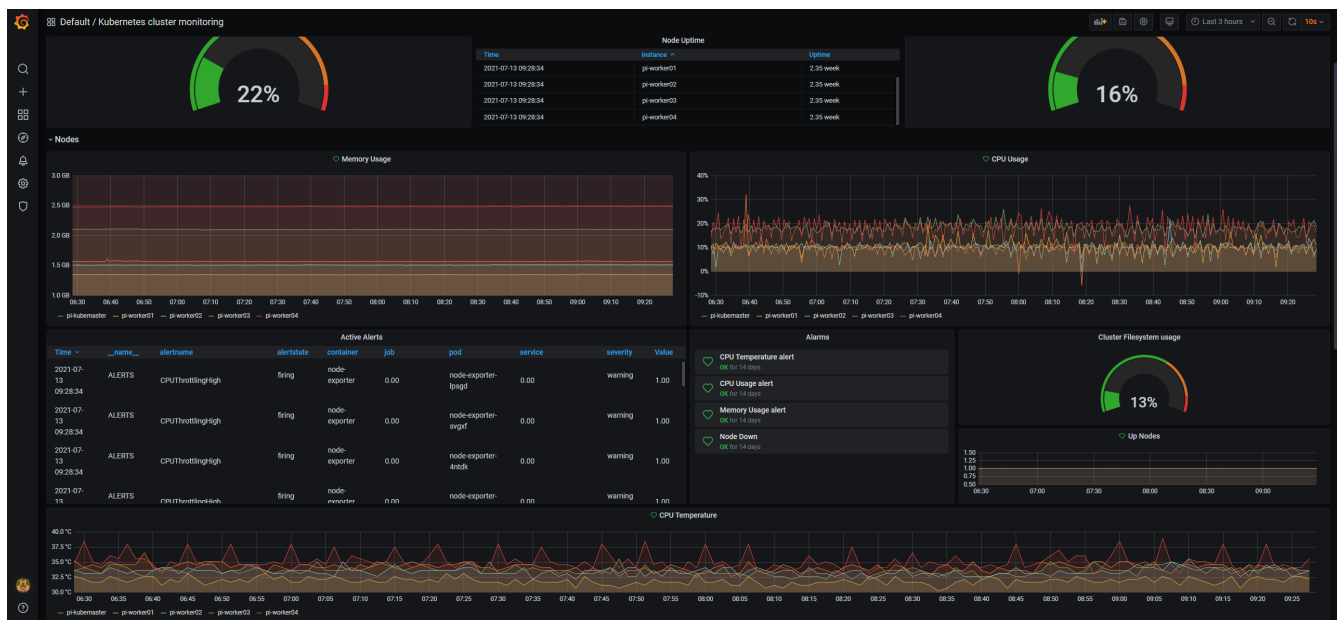 Default / Kubernetes cluster monitoring
Last 3 hours
10s
22%
Node Uptime
Time Instance Uptime
2021-07-13 09:28:34 pi-worker01 2.35 week
2021-07-13 09:28:34 pi-worker02 2.35 week
2021-07-13 09:28:34 pi-worker03 2.35 week
2021-07-13 09:28:34 pi-worker04 2.35 week
16%
Nodes
Memory Usage
3.0 GB
2.5 GB
2.0 GB
1.5 GB
1.0 GB
06:30 06:40 06:50 07:00 07:10 07:20 07:30 07:40 07:50 08:00 08:10 08:20 08:30 08:40 08:50 09:00 09:10 09:20
pi-kubemaster pi-worker01 pi-worker02 pi-worker03 pi-worker04
CPU Usage
40%
30%
20%
10%
0%
-10%
06:30 06:40 06:50 07:00 07:10 07:20 07:30 07:40 07:50 08:00 08:10 08:20 08:30 08:40 08:50 09:00 09:10 09:20
pi-kubemaster pi-worker01 pi-worker02 pi-worker03 pi-worker04
Active Alerts
Time __name__ alertname alertstate container job pod service severity Value
2021-07-
13
09:28:34
ALERTS CPUThrottlingHigh firing
node-
exporter
0.00
node-exporter-
lpsgd
0.00 warning 1.00
2021-07-
13
09:28:34
ALERTS CPUThrottlingHigh firing
node-
exporter
0.00
node-exporter-
svgxf
0.00 warning 1.00
2021-07-
13
09:28:34
ALERTS CPUThrottlingHigh firing
node-
exporter
0.00
node-exporter-
4ntdk
0.00 warning 1.00
2021-07-
13
ALERTS CPUThrottlingHigh firing
node-
exporter
0.00
node-exporter-
0.00 warning 1.00
Alarms
CPU Temperature alert
OK for 14 days
CPU Usage alert
OK for 14 days
Memory Usage alert
OK for 14 days
Node Down
OK for 14 days
Cluster Filesystem usage
13%
Up Nodes
1.50
1.25
1.00
0.75
0.50
06:30 07:00 07:30 08:00 08:30 09:00
CPU Temperature
40.0 °C
37.5 °C
35.0 °C
32.5 °C
30.0 °C
06:30 06:35 06:40 06:45 06:50 06:55 07:00 07:05 07:10 07:15 07:20 07:25 07:30 07:35 07:40 07:45 07:50 07:55 08:00 08:05 08:10 08:15 08:20 08:25 08:30 08:35 08:40 08:45 08:50 08:55 09:00 09:05 09:10 09:15 09:20 09:25
pi-kubemaster pi-worker01 pi-worker02 pi-worker03 pi-worker04